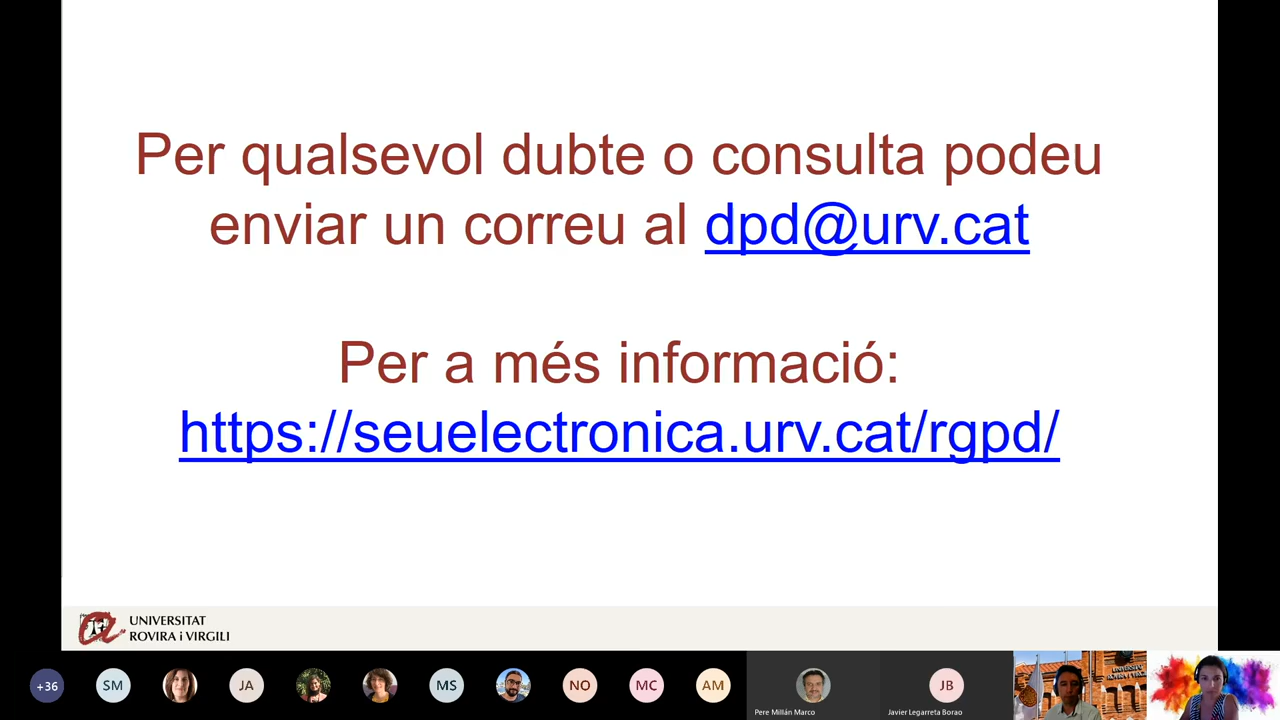 Per qualsevol dubte o consulta podeu
enviar un correu al dpd@urv.cat
Per a més informació:
https://seuelectronica.urv.cat/rgpd/
UNIVERSITAT
ROVIRA i VIRGILI
+36
SM
JA
MS
NO
MC
AM
Pere Millán Marco
JB
Javier Legarreta Borao